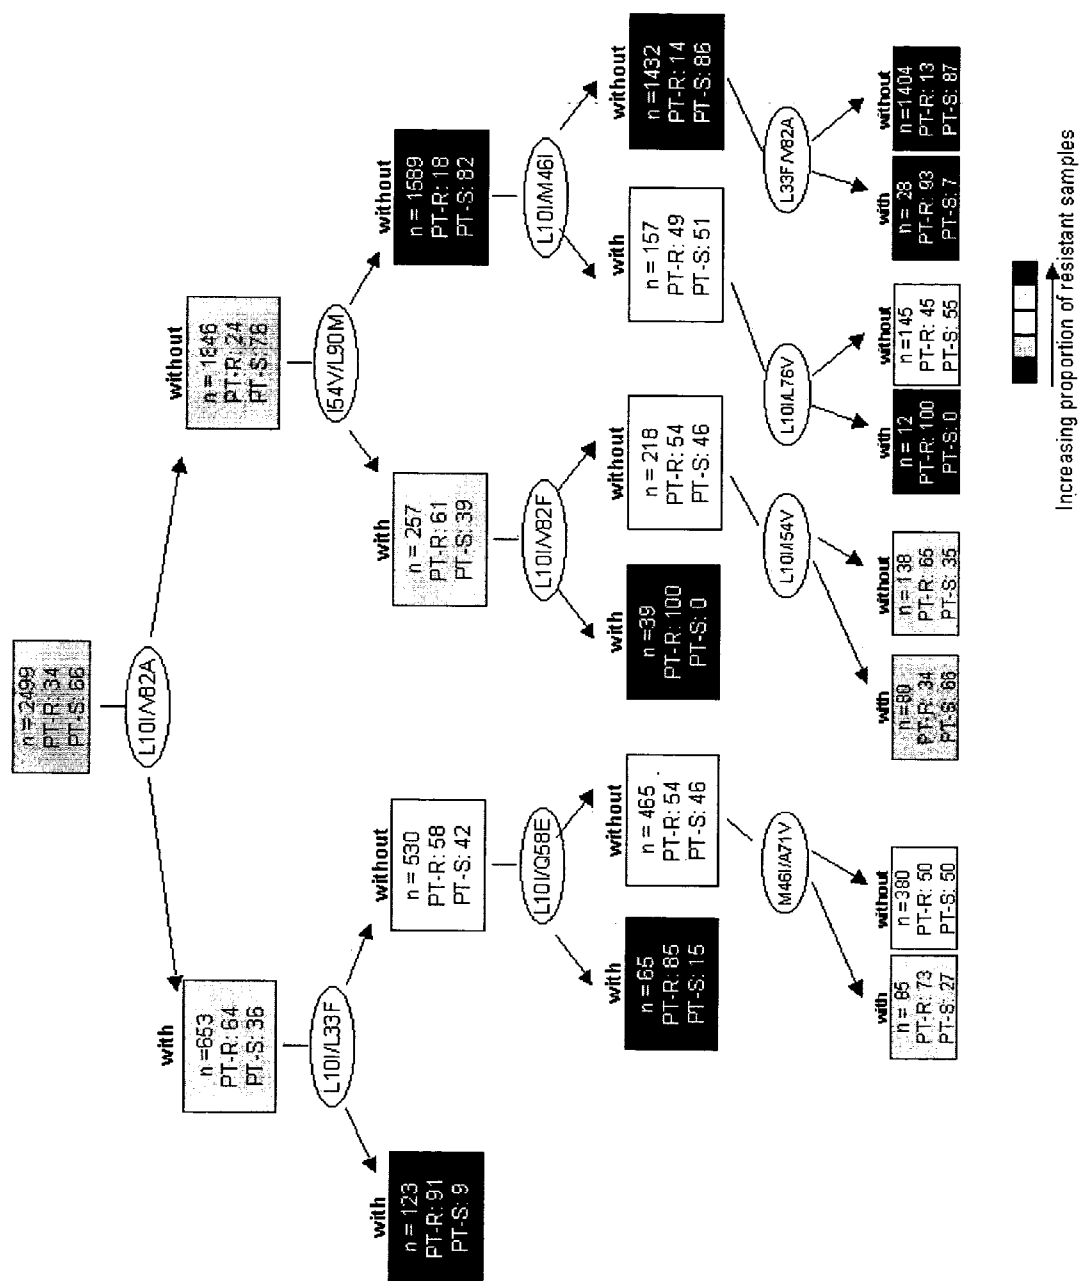 n = 2499
PT-R: 34
PT-S: 66
L10I/V82A
with
n =653
PT-R: 64
PT-S: 36
without
n = 1846
PT-R: 24
PT-S: 76
L10I/L33F
I54V/L90M
with
n = 123
PT-R: 91
PT-S: 9
without
n = 530
PT-R: 58
PT-S: 42
with
n = 257
PT-R: 61
PT-S: 39
without
n = 1589
PT-R: 18
PT-S: 82
L10I/Q58E
L10I/V82F
L10I/M46I
with
n = 65
PT-R: 85
PT-S: 15
without
n = 465
PT-R: 54
PT-S: 46
with
n =39
PT-R: 100
PT-S: 0
without
n = 218
PT-R: 54
PT-S: 46
with
n = 157
PT-R: 49
PT-S: 51
without
n =1432
PT-R: 14
PT-S: 86
M46I/A71V
L10I/I54V
L10I/L76V
L33F/V82A
with
n = 85
PT-R: 73
PT-S: 27
without
n=380
PT-R: 50
PT-S: 50
with
n=80
PT-R: 34
PT-S: 66
without
n = 138
PT-R: 65
PT-S: 35
with
n = 12
PT-R: 100
PT-S: 0
without
n=145
PT-R: 45
PT-S: 55
with
n = 28
PT-R: 93
PT-S: 7
without
n=1404
PT-R: 13
PT-S: 87
Increasing proportion of resistant samples